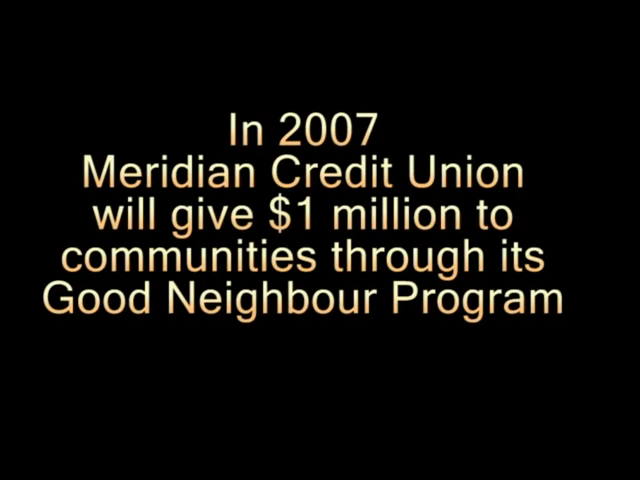 In 2007
Meridian Credit Union
will give $1 million to
communities through its
Good Neighbour Program